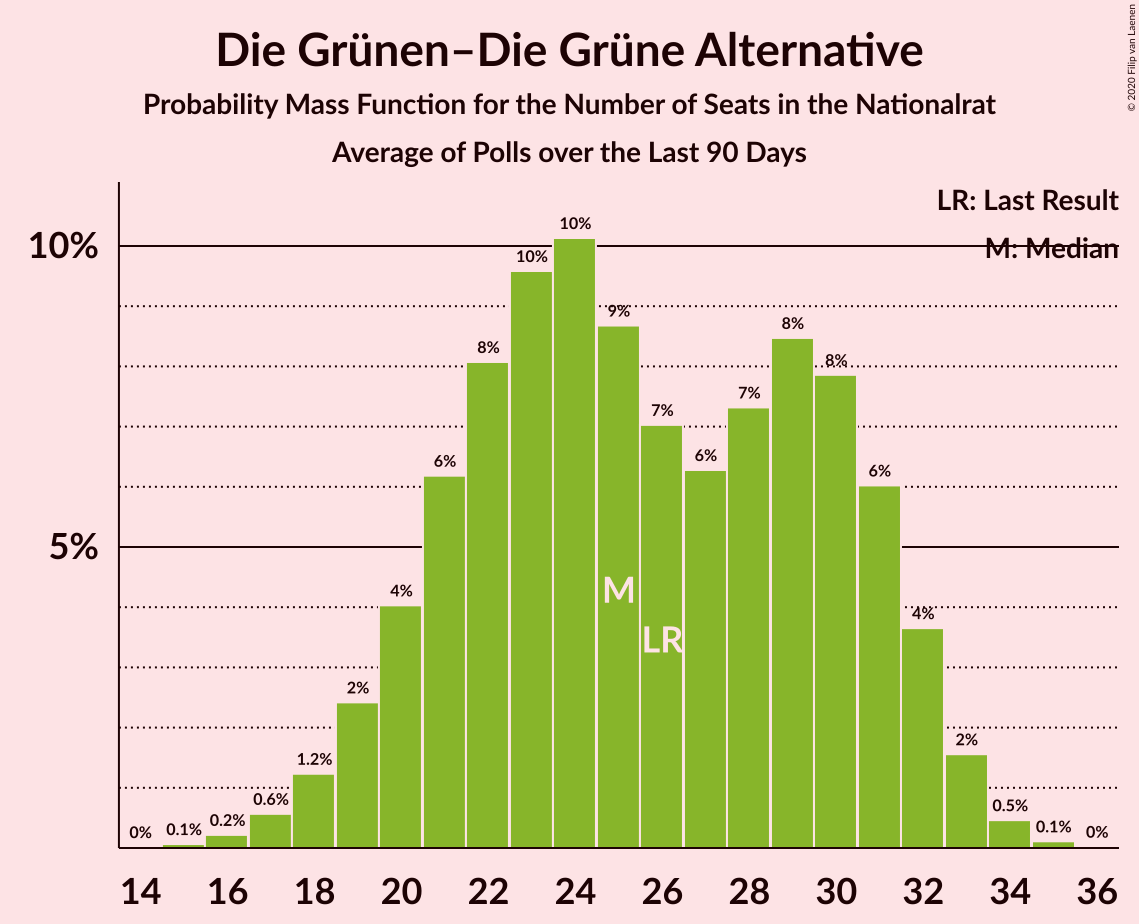 Die Grünen–Die Grüne Alternative
Probability Mass Function for the Number of Seats in the Nationalrat
Average of Polls over the Last 90 Days
© 2020 Filip van Laenen
LR: Last Result
M: Median
10%
5%
0%
0.1%
0.2%
0.6%
1.2%
2%
4%
6%
8%
10%
10%
9%
7%
6%
7%
8%
8%
6%
4%
2%
0.5%
0.1%
0%
M
LR
14 16 18 20 22 24 26 28 30 32 34 36